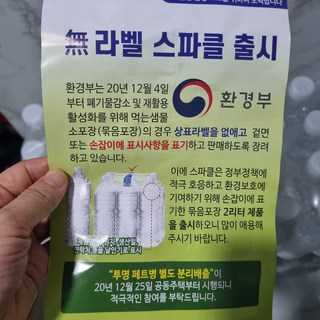 無 라벨 스파클 출시
환경부는 20년 12월 4일
부터 폐기물감소 및 재활용
활성화를 위해 먹는샘물
환경부
소포장(묶음포장)의 경우 상표라벨을 없애고 겉면
또는 손잡이에 표시사항을 표기하고 판매하도록 장려
하고 있습니다.
이에 스파클은 정부정책에
적극 호응하고 환경보호에
기여하기 위해 손잡이에 표
기한 묶음포장 2리터 제품
을 출시하오니 많이 애용해
주시기 바랍니다.
"투명 페트병 별도 분리배출"이
20년 12월 25일 공동주택부터 시행되니
적극적인 참여를 부탁드립니다.